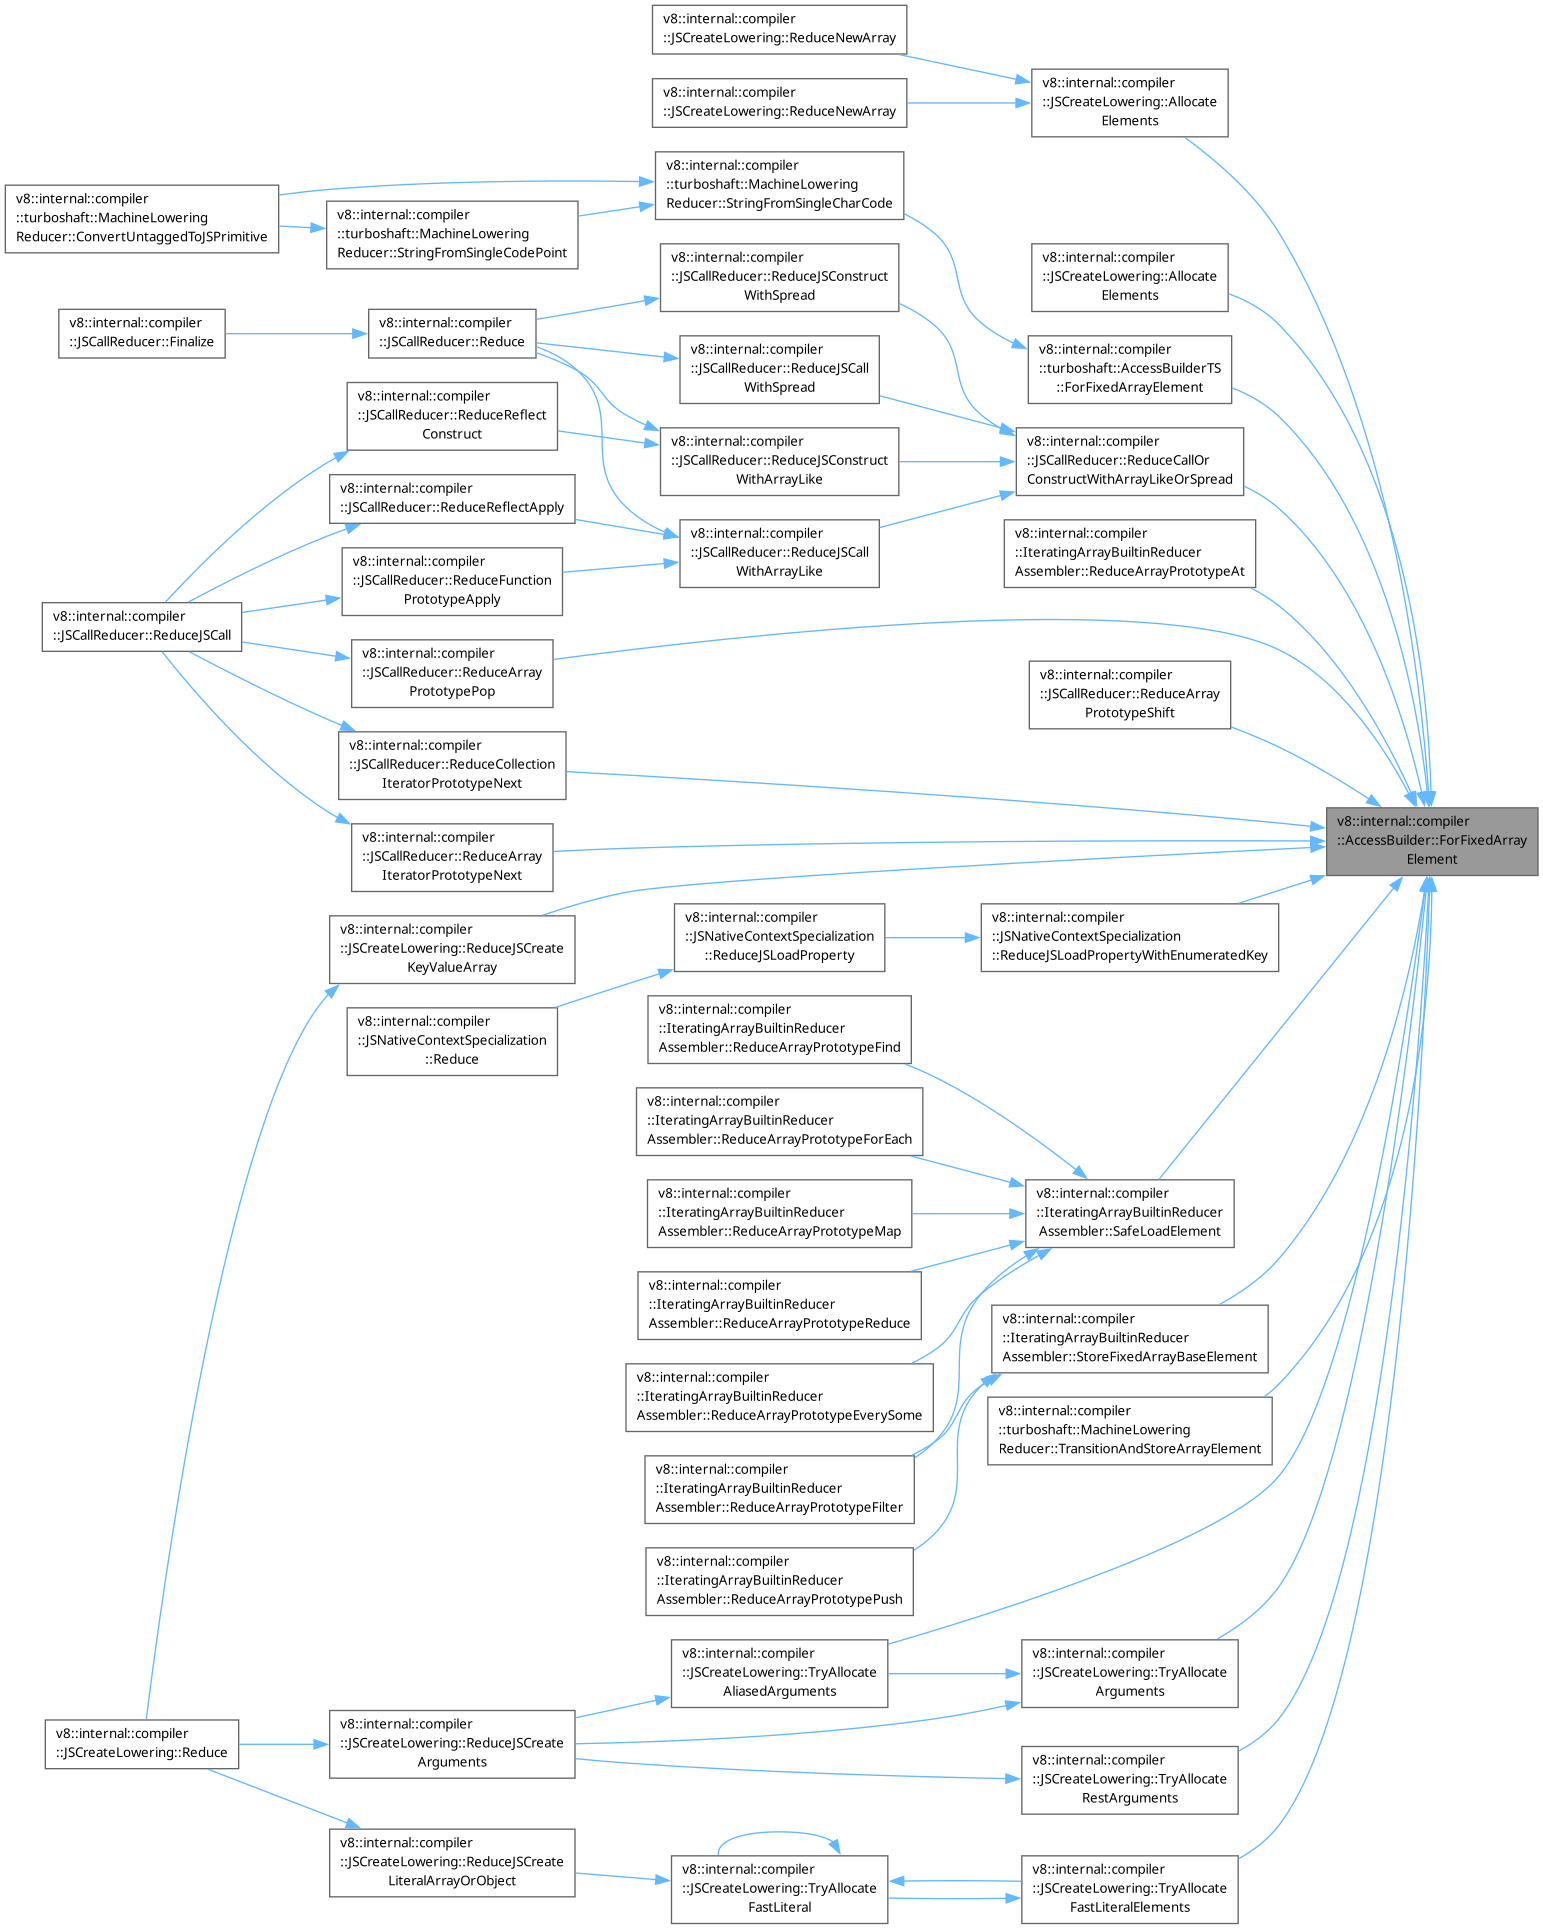 v8::internal::compiler
::JSCreateLowering::ReduceNewArray
v8::internal::compiler
::JSCreateLowering::Allocate
Elements
v8::internal::compiler
::JSCreateLowering::ReduceNewArray
v8::internal::compiler
::turboshaft::MachineLowering
Reducer::StringFromSingleCharCode
v8::internal::compiler
::turboshaft::MachineLowering
Reducer::ConvertUntaggedToJSPrimitive
v8::internal::compiler
::turboshaft::MachineLowering
Reducer::StringFromSingleCodePoint
v8::internal::compiler
::JSCallReducer::ReduceJSConstruct
WithSpread
v8::internal::compiler
::JSCreateLowering::Allocate
Elements
v8::internal::compiler
::JSCallReducer::Finalize
v8::internal::compiler
::JSCallReducer::Reduce
v8::internal::compiler
::JSCallReducer::ReduceJSCall
WithSpread
v8::internal::compiler
::turboshaft::AccessBuilderTS
::ForFixedArrayElement
v8::internal::compiler
::JSCallReducer::ReduceReflect
Construct
v8::internal::compiler
::JSCallReducer::ReduceJSConstruct
WithArrayLike
v8::internal::compiler
::JSCallReducer::ReduceCallOr
ConstructWithArrayLikeOrSpread
v8::internal::compiler
::JSCallReducer::ReduceReflectApply
v8::internal::compiler
::JSCallReducer::ReduceJSCall
WithArrayLike
v8::internal::compiler
::IteratingArrayBuiltinReducer
Assembler::ReduceArrayPrototypeAt
v8::internal::compiler
::JSCallReducer::ReduceFunction
PrototypeApply
v8::internal::compiler
::JSCallReducer::ReduceJSCall
v8::internal::compiler
::JSCallReducer::ReduceArray
PrototypePop
v8::internal::compiler
::JSCallReducer::ReduceArray
PrototypeShift
v8::internal::compiler
::JSCallReducer::ReduceCollection
IteratorPrototypeNext
v8::internal::compiler
::AccessBuilder::ForFixedArray
Element
v8::internal::compiler
::JSCallReducer::ReduceArray
IteratorPrototypeNext
v8::internal::compiler
::JSCreateLowering::ReduceJSCreate
KeyValueArray
v8::internal::compiler
::JSNativeContextSpecialization
::ReduceJSLoadProperty
v8::internal::compiler
::JSNativeContextSpecialization
::ReduceJSLoadPropertyWithEnumeratedKey
v8::internal::compiler
::JSNativeContextSpecialization
::Reduce
v8::internal::compiler
::IteratingArrayBuiltinReducer
Assembler::ReduceArrayPrototypeFind
v8::internal::compiler
::IteratingArrayBuiltinReducer
Assembler::ReduceArrayPrototypeForEach
v8::internal::compiler
::IteratingArrayBuiltinReducer
Assembler::ReduceArrayPrototypeMap
v8::internal::compiler
::IteratingArrayBuiltinReducer
Assembler::SafeLoadElement
v8::internal::compiler
::IteratingArrayBuiltinReducer
Assembler::ReduceArrayPrototypeReduce
v8::internal::compiler
::IteratingArrayBuiltinReducer
Assembler::StoreFixedArrayBaseElement
v8::internal::compiler
::IteratingArrayBuiltinReducer
Assembler::ReduceArrayPrototypeEverySome
v8::internal::compiler
::turboshaft::MachineLowering
Reducer::TransitionAndStoreArrayElement
v8::internal::compiler
::IteratingArrayBuiltinReducer
Assembler::ReduceArrayPrototypeFilter
v8::internal::compiler
::IteratingArrayBuiltinReducer
Assembler::ReduceArrayPrototypePush
v8::internal::compiler
::JSCreateLowering::TryAllocate
AliasedArguments
v8::internal::compiler
::JSCreateLowering::TryAllocate
Arguments
v8::internal::compiler
::JSCreateLowering::Reduce
v8::internal::compiler
::JSCreateLowering::ReduceJSCreate
Arguments
v8::internal::compiler
::JSCreateLowering::TryAllocate
RestArguments
v8::internal::compiler
::JSCreateLowering::ReduceJSCreate
LiteralArrayOrObject
v8::internal::compiler
::JSCreateLowering::TryAllocate
FastLiteral
v8::internal::compiler
::JSCreateLowering::TryAllocate
FastLiteralElements